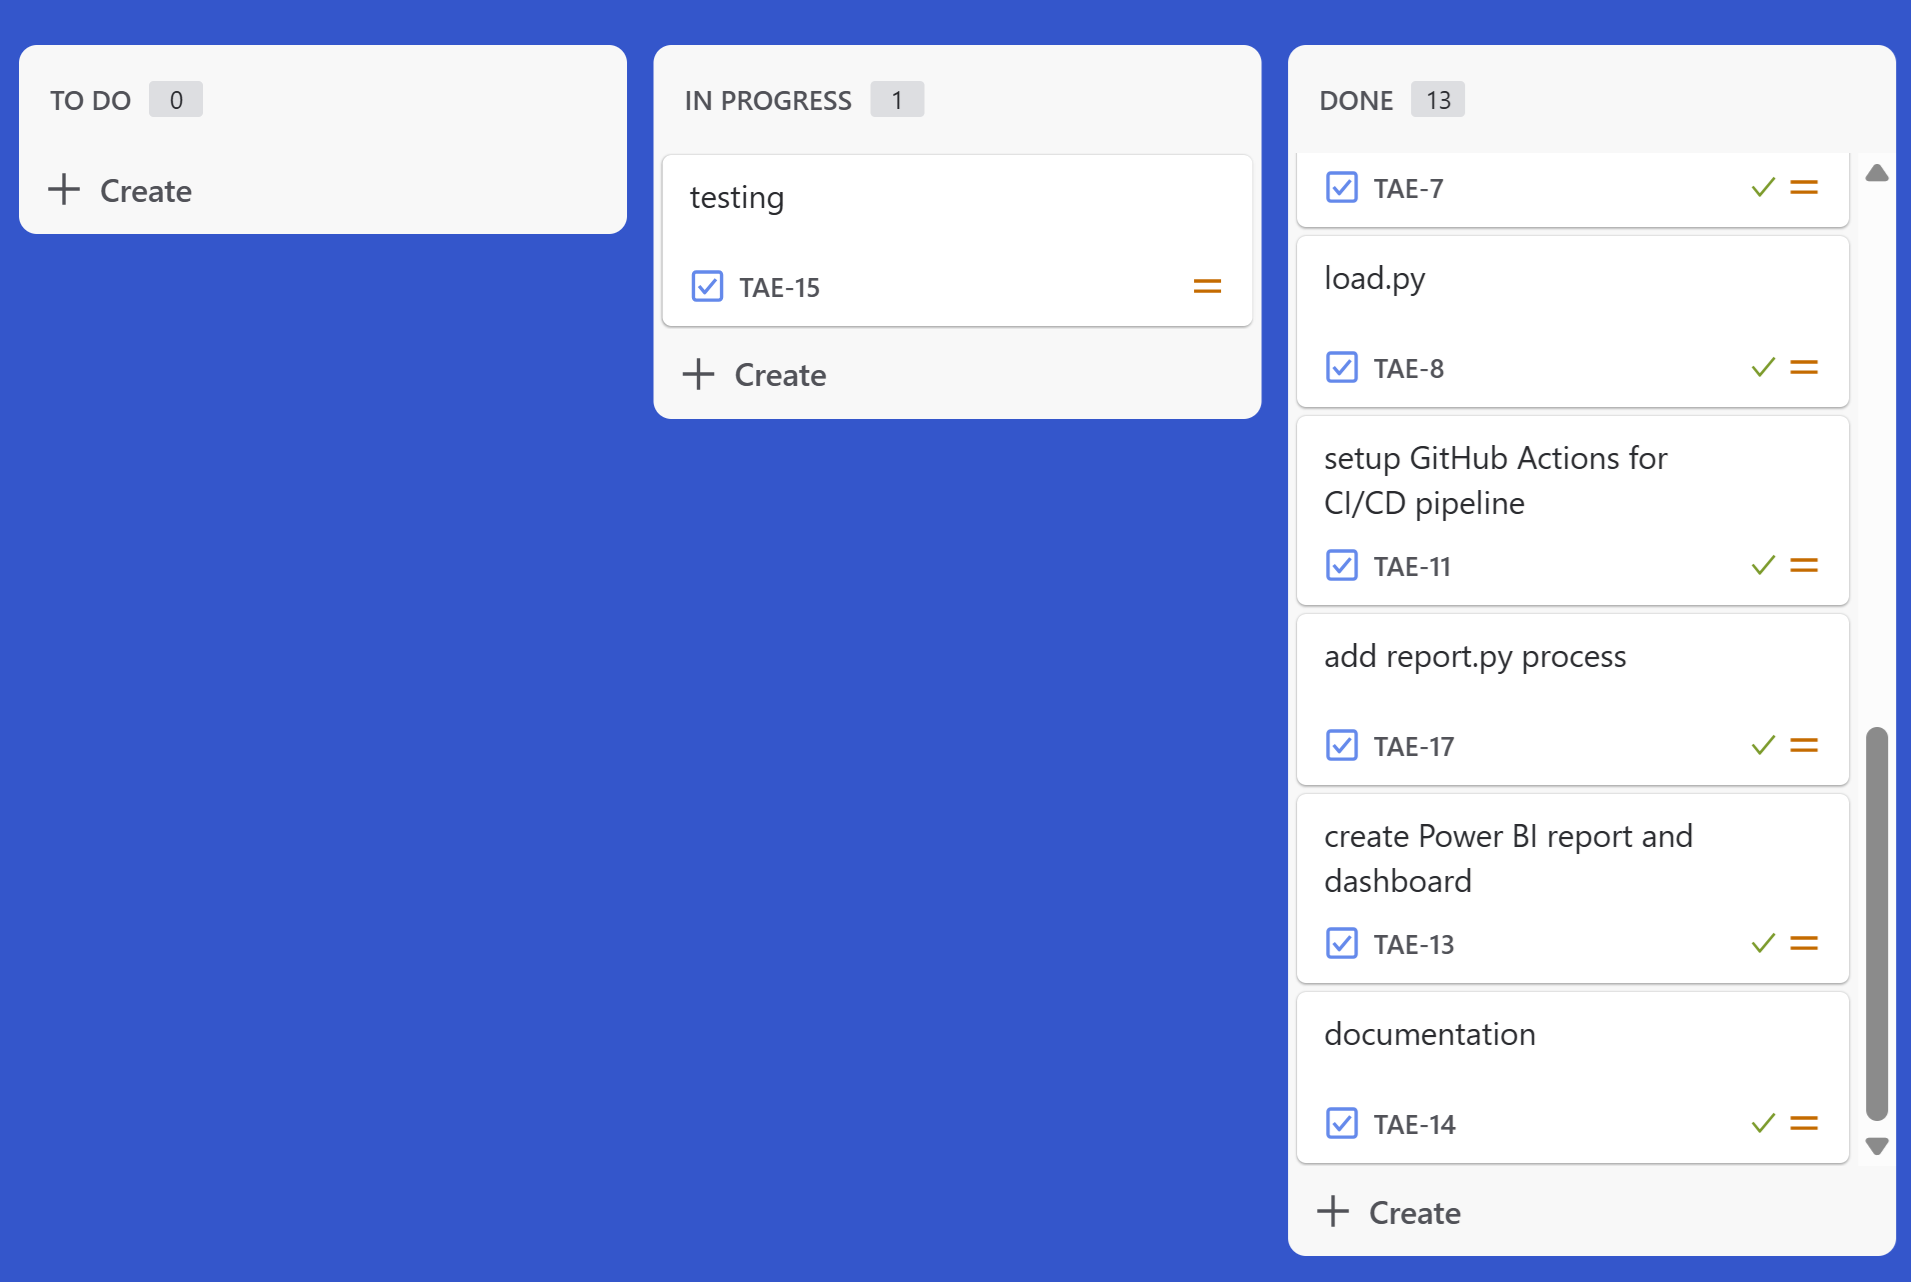 TO DO 0
Create
IN PROGRESS 1
testing
TAE-15
Create
DONE 13
TAE-7
load.py
TAE-8
setup GitHub Actions for
CI/CD pipeline
TAE-11
add report.py process
TAE-17
create Power BI report and
dashboard
TAE-13
documentation
TAE-14
Create